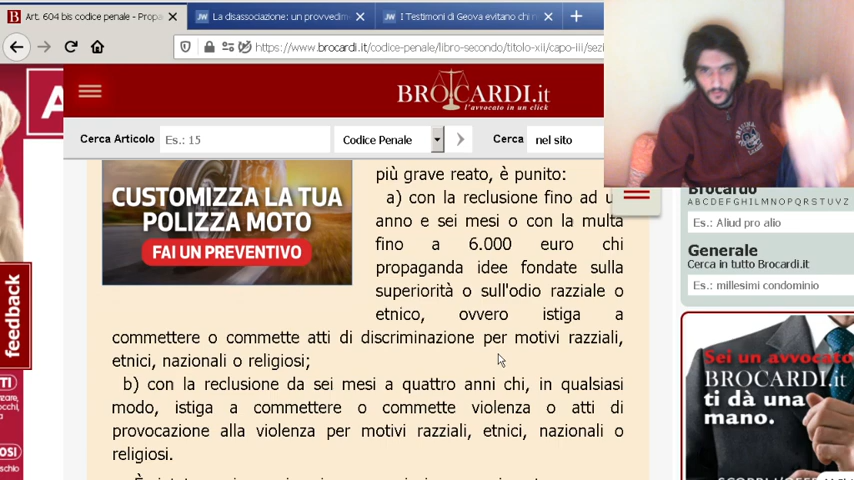 Art. 604 bis codice penale - Propa
La disassociazione: un provvedim
I Testimoni di Geova evitano chi n
https://www.brocardi.it/codice-penale/libro-secondo/titolo-xii/capo-iii/sezi
BROCARDI.it
l'avvocato in un click
Cerca Articolo
Es.: 15
Codice Penale
Cerca
nel sito
CUSTOMIZZA LA TUA
POLIZZA MOTO
FAI UN PREVENTIVO
più grave reato, è punito:
a) con la reclusione fino ad u
anno e sei mesi o con la multa
fino a 6.000 euro chi
propaganda idee fondate sulla
superiorità o sull'odio razziale o
etnico, ovvero istiga a
commettere o commette atti di discriminazione per motivi razziali,
etnici, nazionali o religiosi;
b) con la reclusione da sei mesi a quattro anni chi, in qualsiasi
modo, istiga a commettere o commette violenza o atti di
provocazione alla violenza per motivi razziali, etnici, nazionali o
religiosi.
Brocardo
A B C D E F G H I L M N O P Q R S T U V Z
Es.: Aliud pro alio
Generale
Cerca in tutto Brocardi.it
Es.: millesimi condominio
Sei un avvocato
BROCARDI.it
ti dà una
mano.
feedback